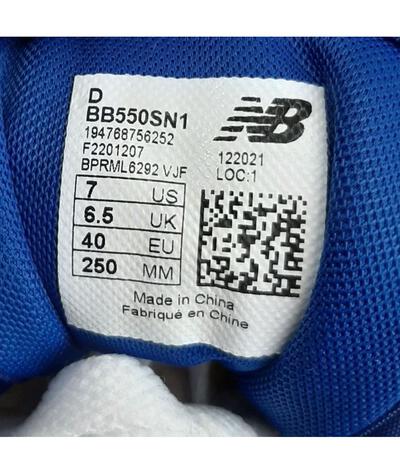 D
BB550SN1
194768756252
F2201207
BPRML6292 VJF
NB
122021
LOC:1
7 US
6.5 UK
40 EU
250 MM
Made in China
Fabriqué en Chine